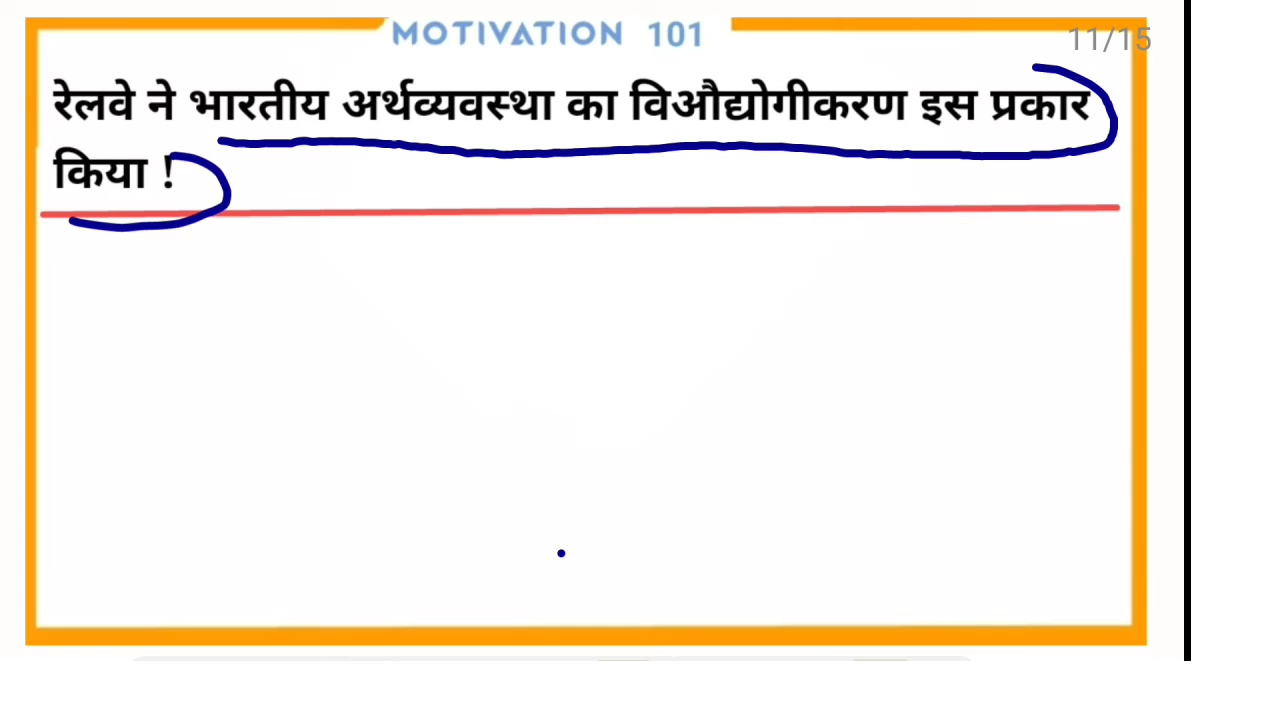 MOTIVATION 101
11/15
रेलवे ने भारतीय अर्थव्यवस्था का विऔद्योगीकरण इस प्रकार
किया !